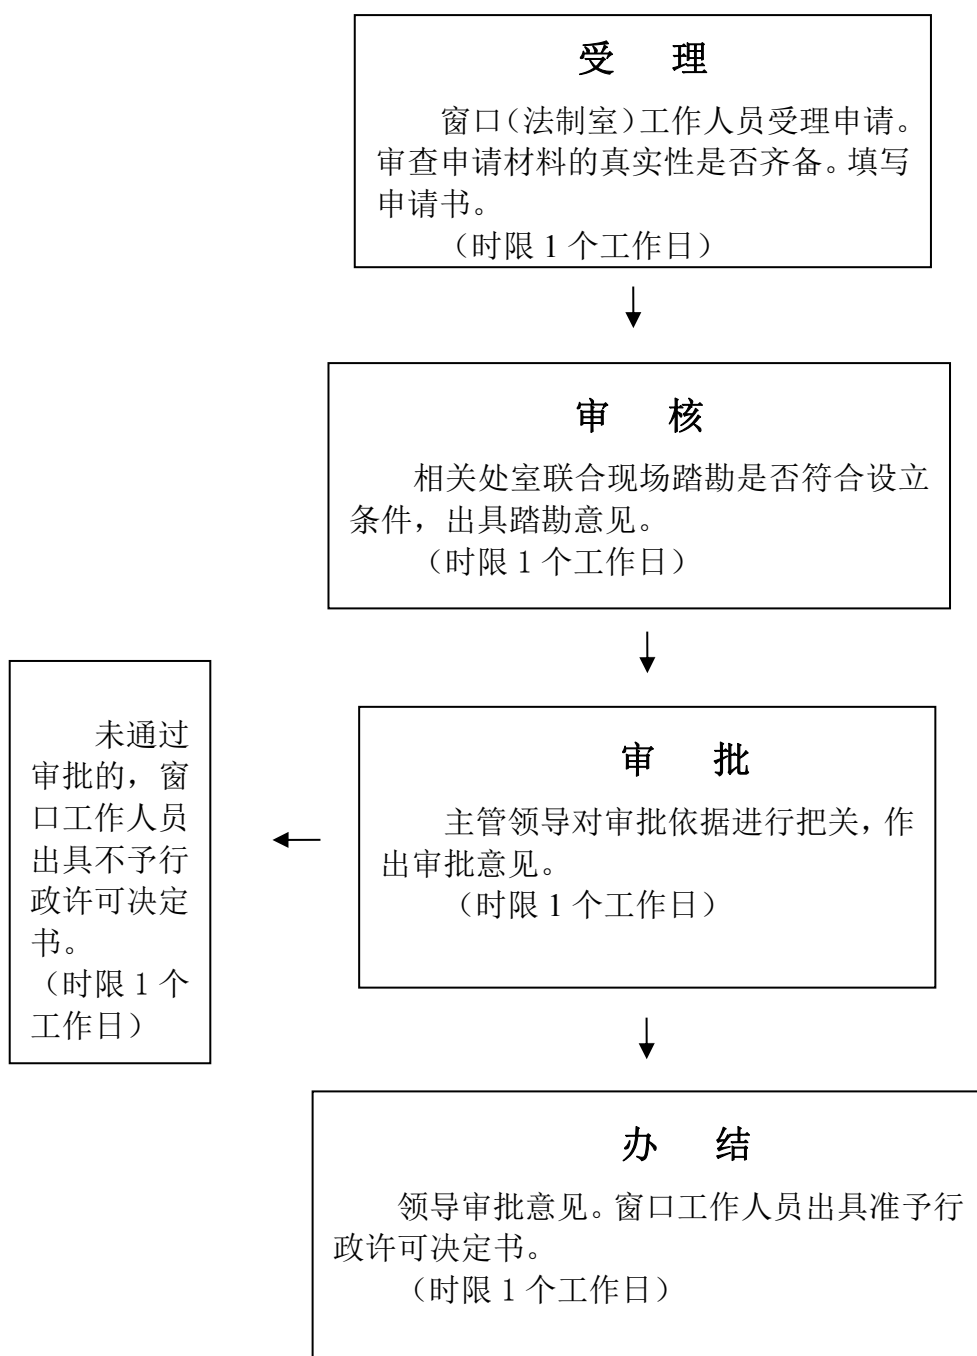 受 理
窗口（法制室）工作人员受理申请。
审查申请材料的真实性是否齐备。填写
申请书。
（时限 1 个工作日）
审 核
相关处室联合现场踏勘是否符合设立
条件，出具踏勘意见。
（时限 1 个工作日）
审 批
主管领导对审批依据进行把关，作
出审批意见。
（时限 1 个工作日）
未通过
审批的，窗
口工作人员
出具不予行
政许可决定
书。
（时限 1 个
工作日）
办 结
领导审批意见。窗口工作人员出具准予行
政许可决定书。
（时限 1 个工作日）